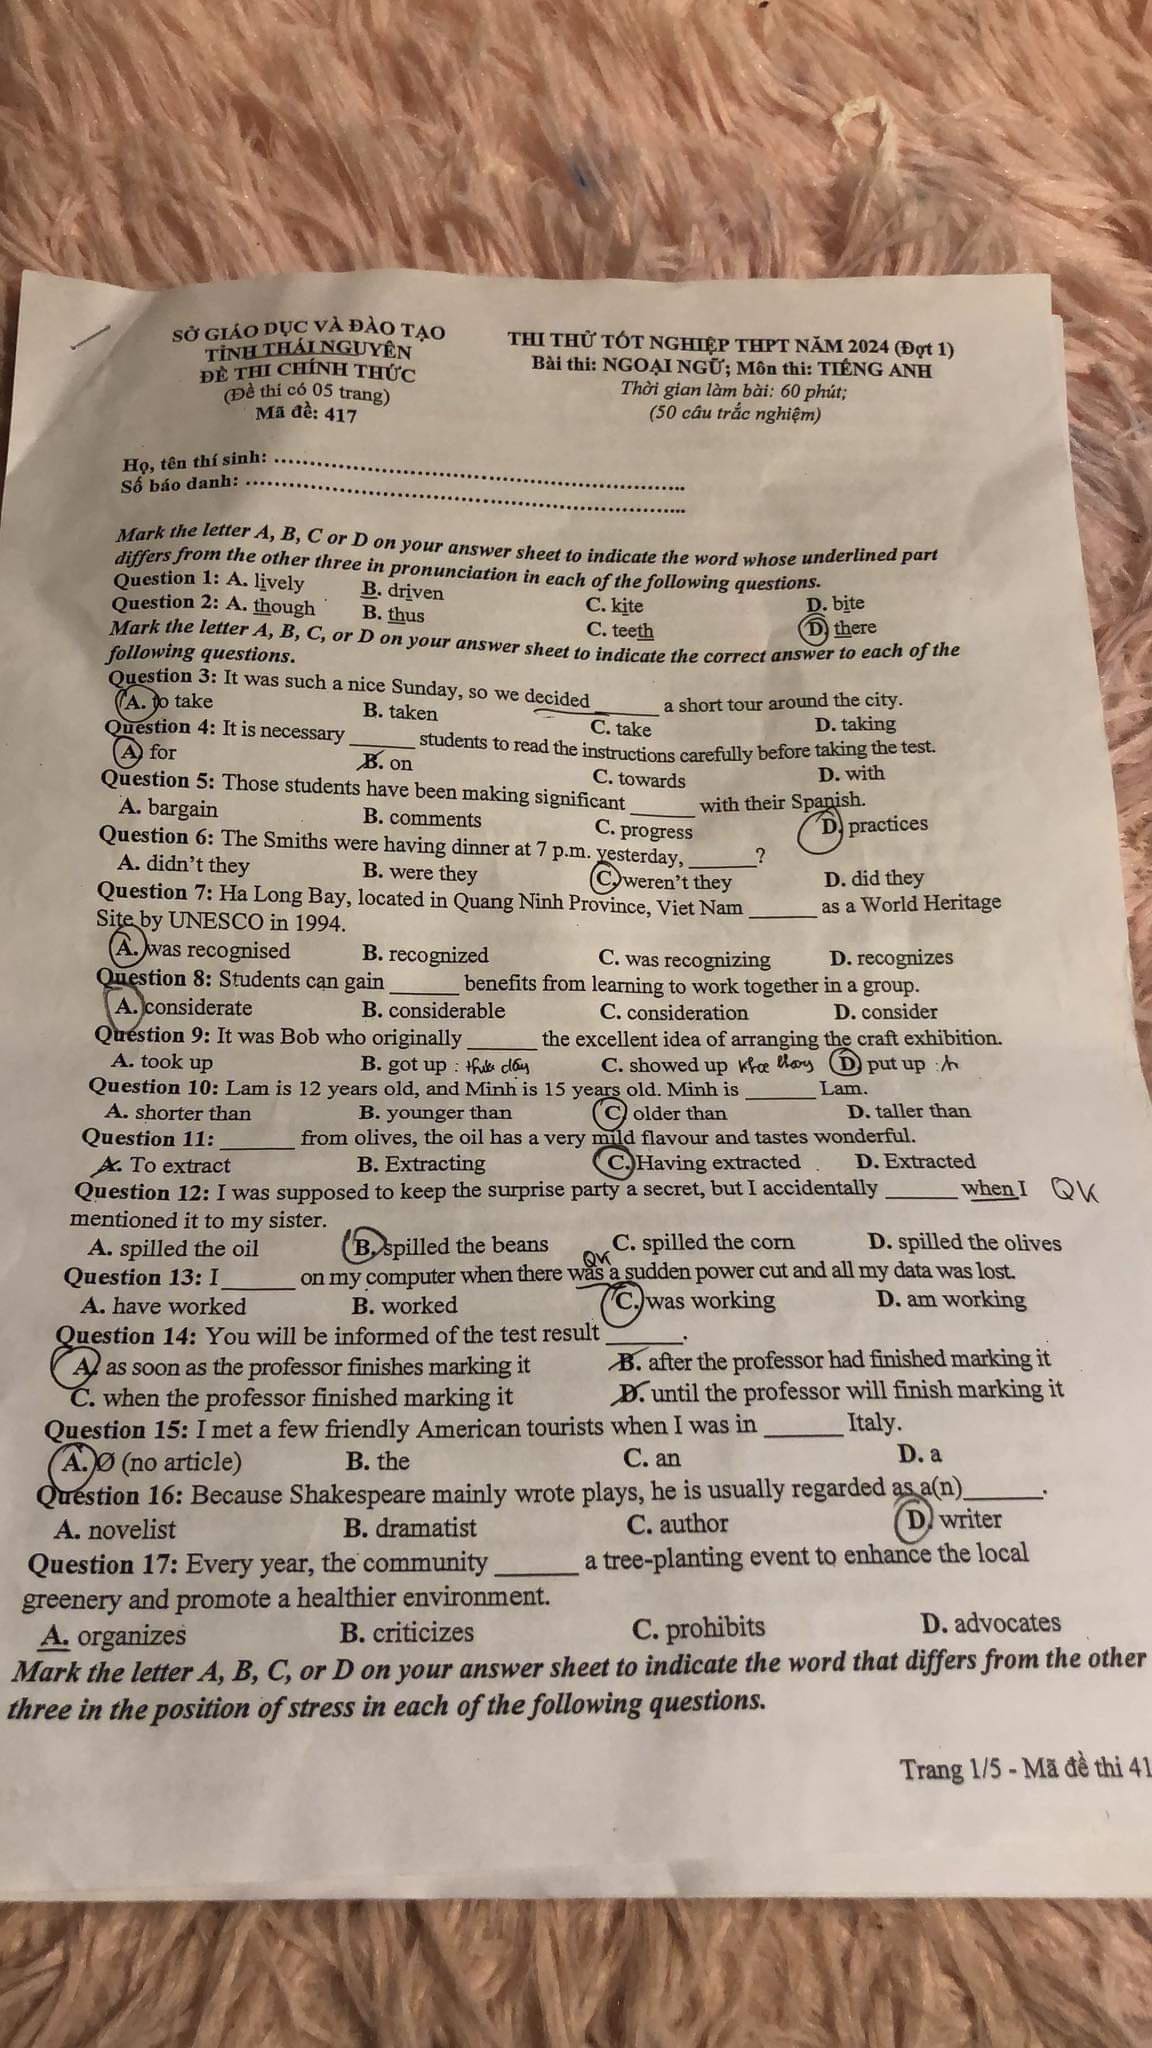 SỞ GIÁO DỤC VÀ ĐÀO TẠO
TỈNH THÁI NGUYÊN
ĐỀ THI CHÍNH THỨC
(Đề thi có 05 trang)
Mã đề: 417
THI THỬ TỐT NGHIỆP THPT NĂM 2024 (Đợt 1)
Bài thi: NGOẠI NGỮ; Môn thi: TIẾNG ANH
Thời gian làm bài: 60 phút;
(50 câu trắc nghiệm)
Họ, tên thí sinh: ..............................
Số báo danh: ..............................
Mark the letter A, B, C or D on your answer sheet to indicate the word whose underlined part
differs from the other three in pronunciation in each of the following questions.
Question 1: A. lively B. driven C. kite D. bite
Question 2: A. though B. thus C. teeth D. there
Mark the letter A, B, C, or D on your answer sheet to indicate the correct answer to each of the
following questions.
Question 3: It was such a nice Sunday, so we decided ______ a short tour around the city.
A. to take B. taken C. take D. taking
Question 4: It is necessary ______ students to read the instructions carefully before taking the test.
A. for B. on C. towards D. with
Question 5: Those students have been making significant ______ with their Spanish.
A. bargain B. comments C. progress D. practices
Question 6: The Smiths were having dinner at 7 p.m. yesterday, ______?
A. didn't they B. were they C. weren't they D. did they
Question 7: Ha Long Bay, located in Quang Ninh Province, Viet Nam ______ as a World Heritage
Site by UNESCO in 1994.
A. was recognised B. recognized C. was recognizing D. recognizes
Question 8: Students can gain ______ benefits from learning to work together in a group.
A. considerate B. considerable C. consideration D. consider
Question 9: It was Bob who originally ______ the excellent idea of arranging the craft exhibition.
A. took up B. got up : thức dậy C. showed up D. put up
Question 10: Lam is 12 years old, and Minh is 15 years old. Minh is ______ Lam.
A. shorter than B. younger than C. older than D. taller than
Question 11: ______ from olives, the oil has a very mild flavour and tastes wonderful.
A. To extract B. Extracting C. Having extracted D. Extracted
Question 12: I was supposed to keep the surprise party a secret, but I accidentally ______ when I QK
mentioned it to my sister.
A. spilled the oil B. spilled the beans C. spilled the corn D. spilled the olives
QK
Question 13: I ______ on my computer when there was a sudden power cut and all my data was lost.
A. have worked B. worked C. was working D. am working
Question 14: You will be informed of the test result ______.
A. as soon as the professor finishes marking it B. after the professor had finished marking it
C. when the professor finished marking it D. until the professor will finish marking it
Question 15: I met a few friendly American tourists when I was in ______ Italy.
A. Ø (no article) B. the C. an D. a
Question 16: Because Shakespeare mainly wrote plays, he is usually regarded as a(n)______.
A. novelist B. dramatist C. author D. writer
Question 17: Every year, the community ______ a tree-planting event to enhance the local
greenery and promote a healthier environment.
A. organizes B. criticizes C. prohibits D. advocates
Mark the letter A, B, C, or D on your answer sheet to indicate the word that differs from the other
three in the position of stress in each of the following questions.
Trang 1/5 - Mã đề thi 41